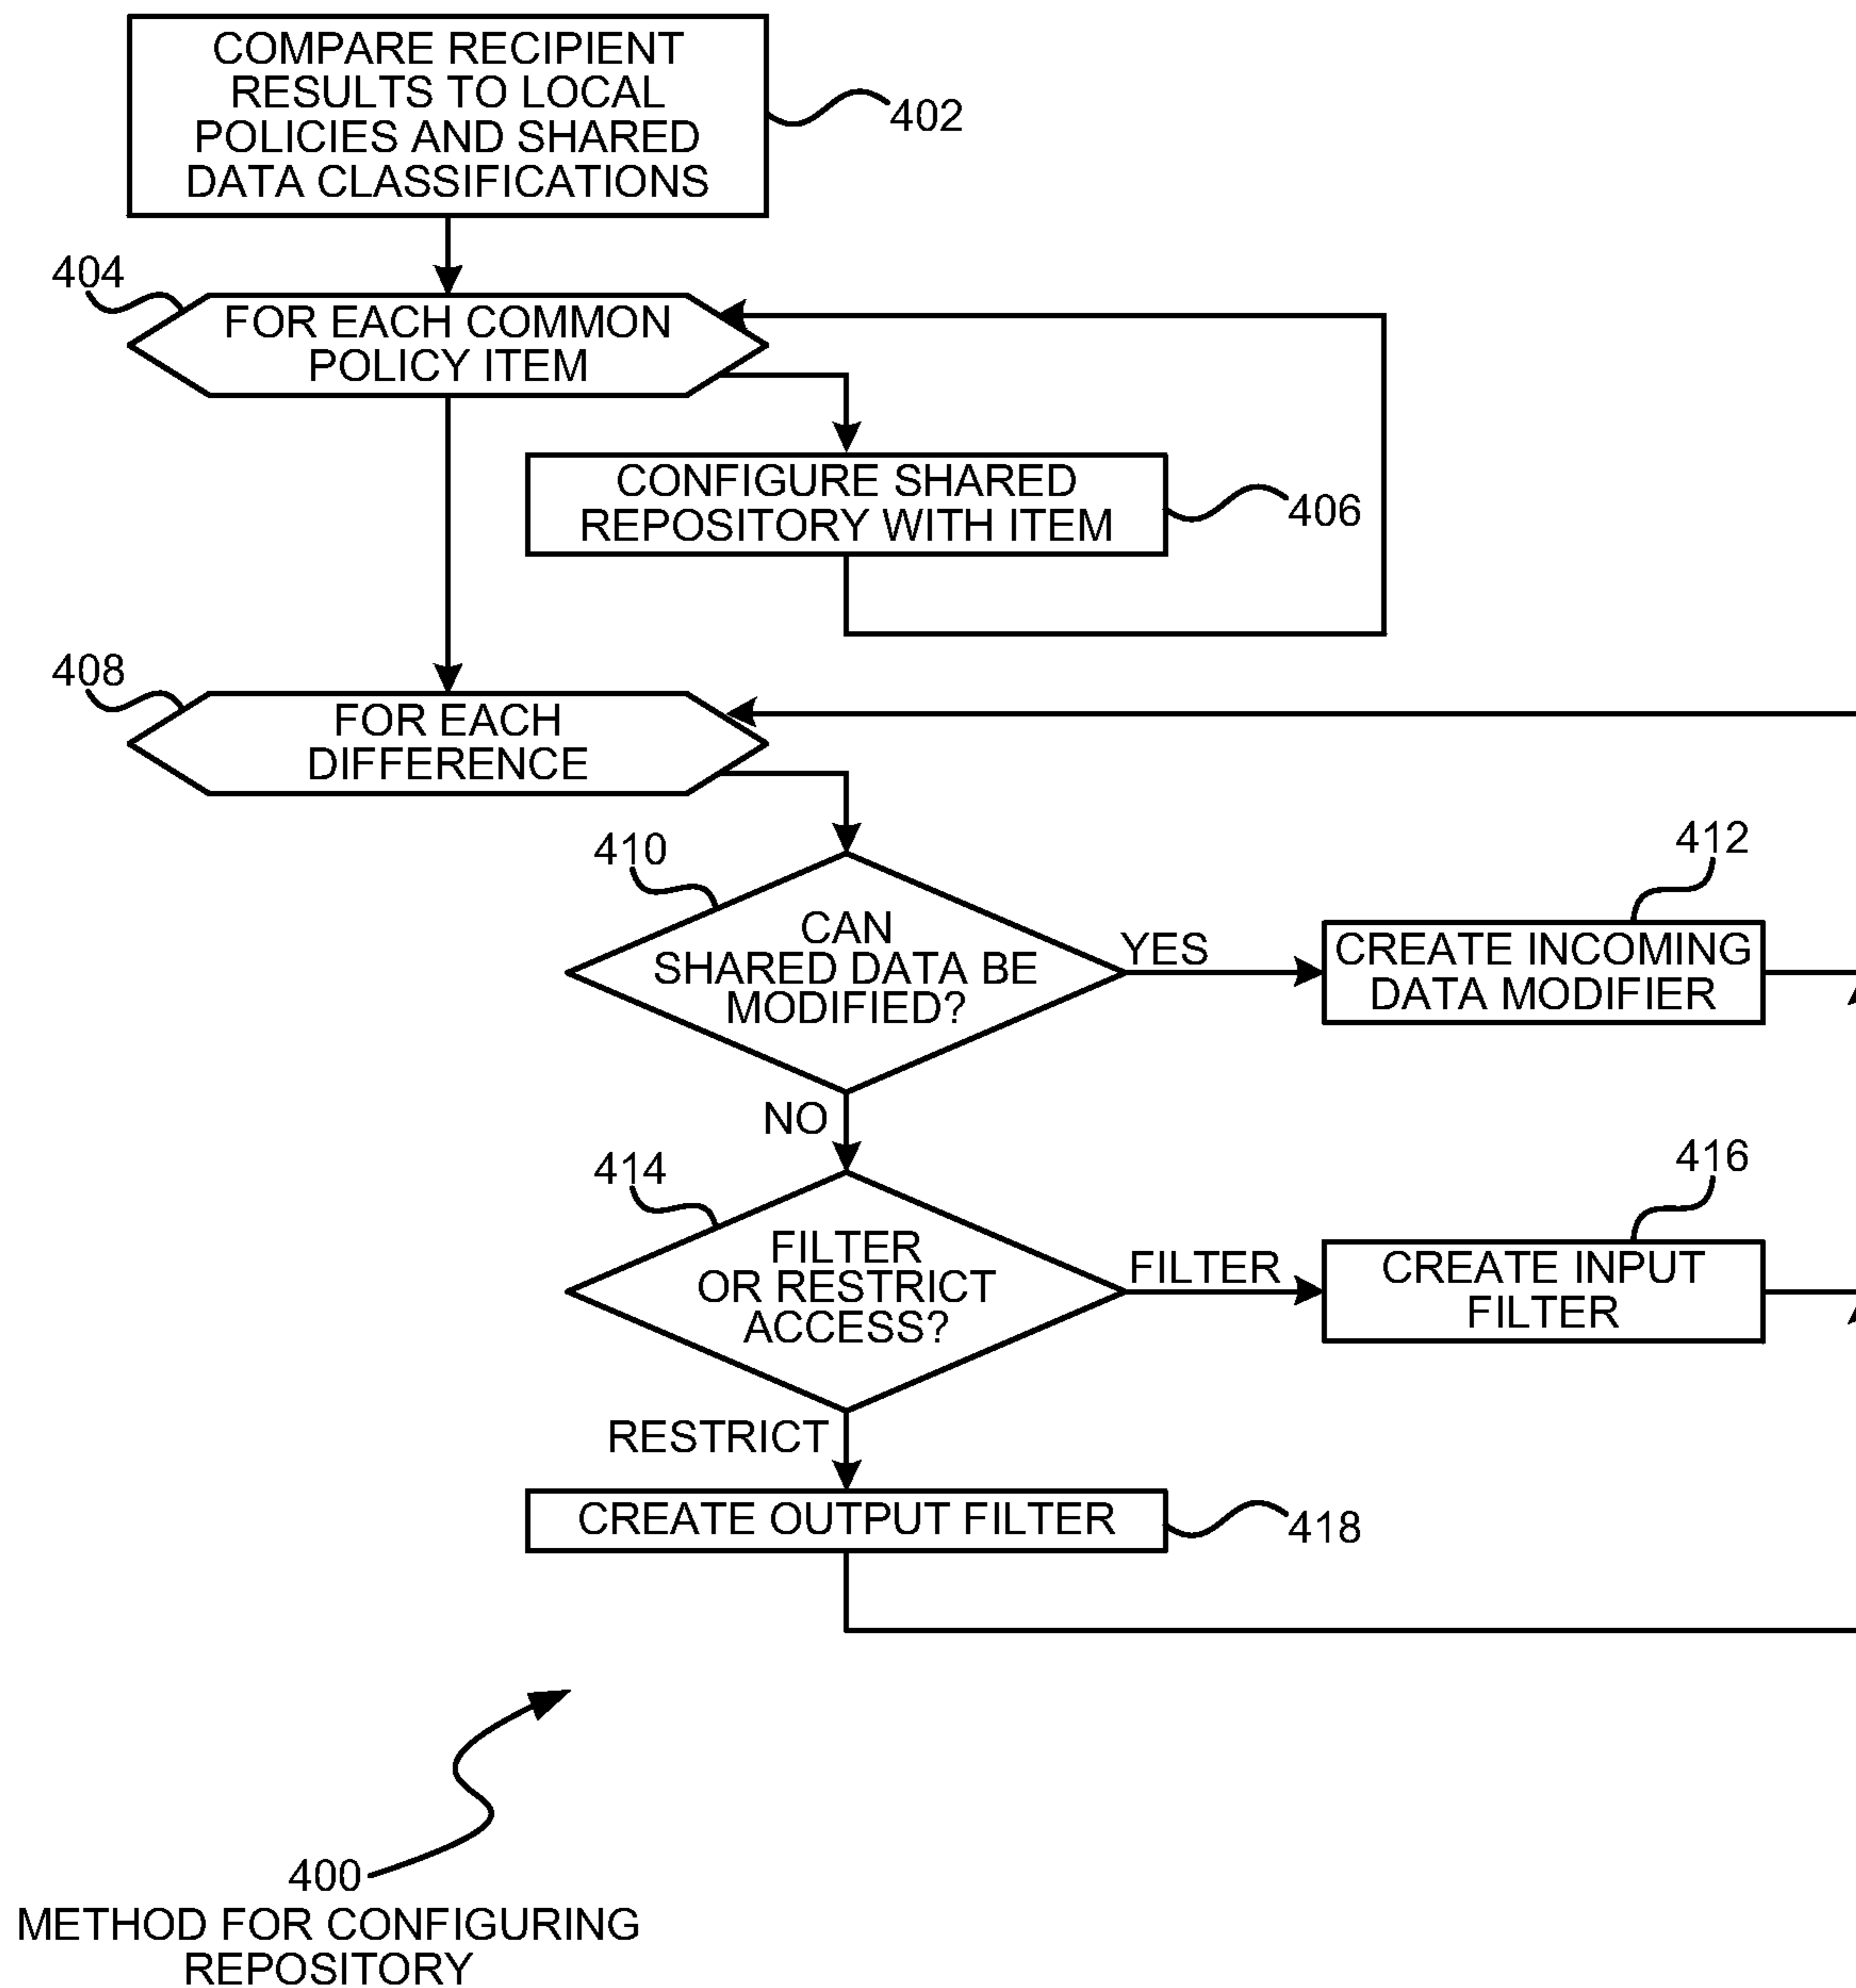 COMPARE RECIPIENT
RESULTS TO LOCAL
POLICIES AND SHARED
DATA CLASSIFICATIONS
402
404
FOR EACH COMMON
POLICY ITEM
CONFIGURE SHARED
REPOSITORY WITH ITEM
406
408
FOR EACH
DIFFERENCE
410
CAN
SHARED DATA BE
MODIFIED?
YES
412
CREATE INCOMING
DATA MODIFIER
NO
414
FILTER
OR RESTRICT
ACCESS?
FILTER
416
CREATE INPUT
FILTER
RESTRICT
CREATE OUTPUT FILTER
418
400
METHOD FOR CONFIGURING
REPOSITORY